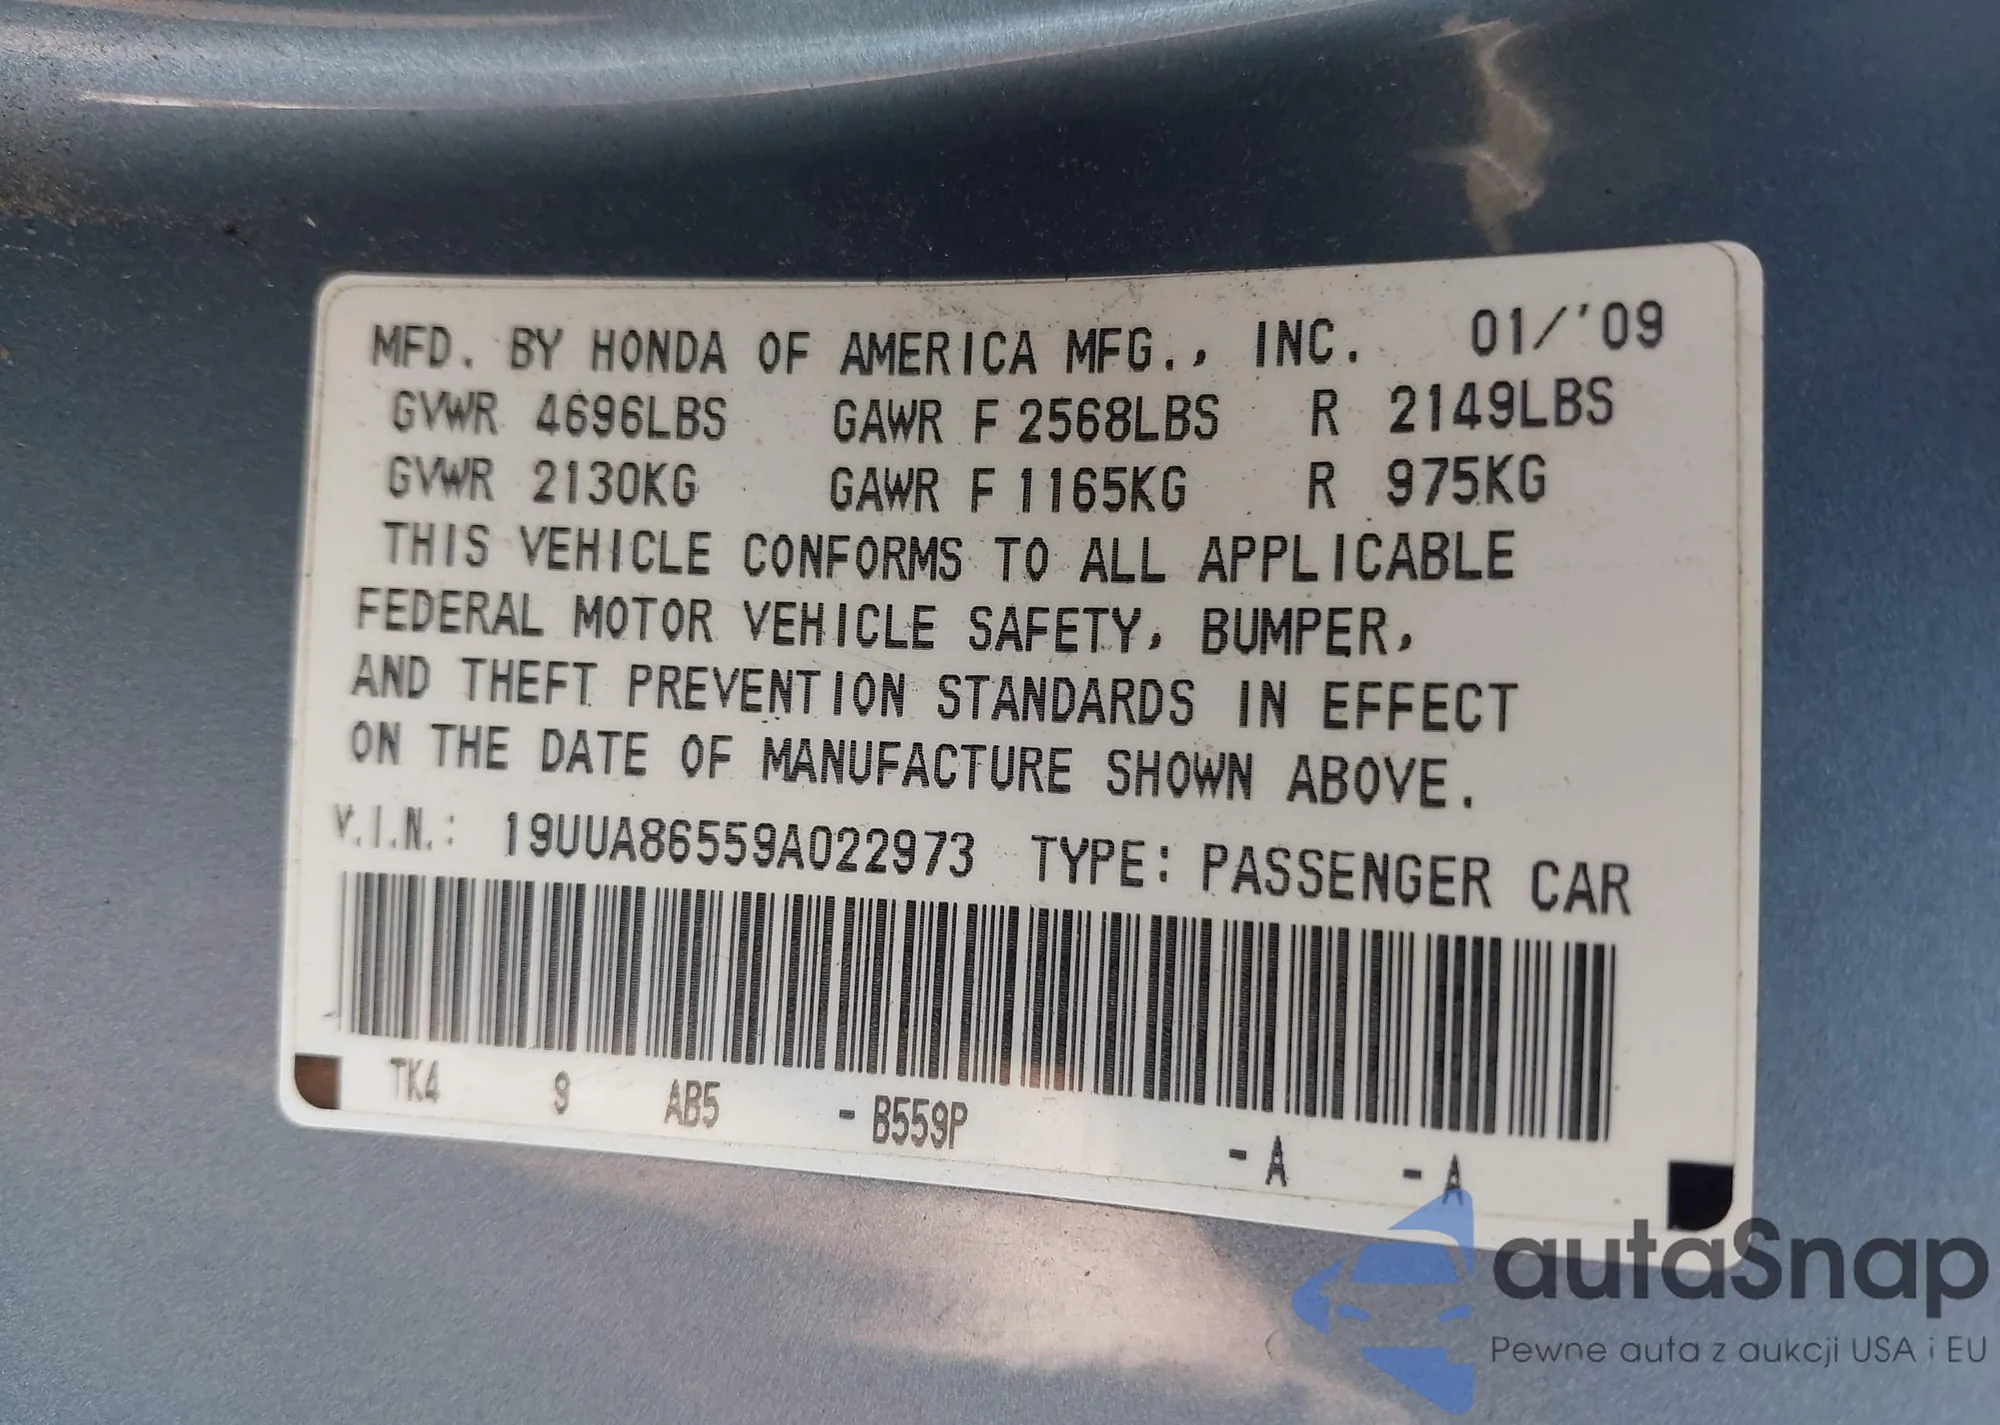 MFD. BY HONDA OF AMERICA MFG., INC. 01/'09
GVWR 4696LBS GAWR F 2568LBS R 2149LBS
GVWR 2130KG GAWR F 1165KG R 975KG
THIS VEHICLE CONFORMS TO ALL APPLICABLE
FEDERAL MOTOR VEHICLE SAFETY, BUMPER,
AND THEFT PREVENTION STANDARDS IN EFFECT
ON THE DATE OF MANUFACTURE SHOWN ABOVE.
V.I.N.: 19UUA86559A022973 TYPE: PASSENGER CAR
TK4 9 AB5 -B559P -A -A
autaSnap
Pewne auta z aukcji USA i EU